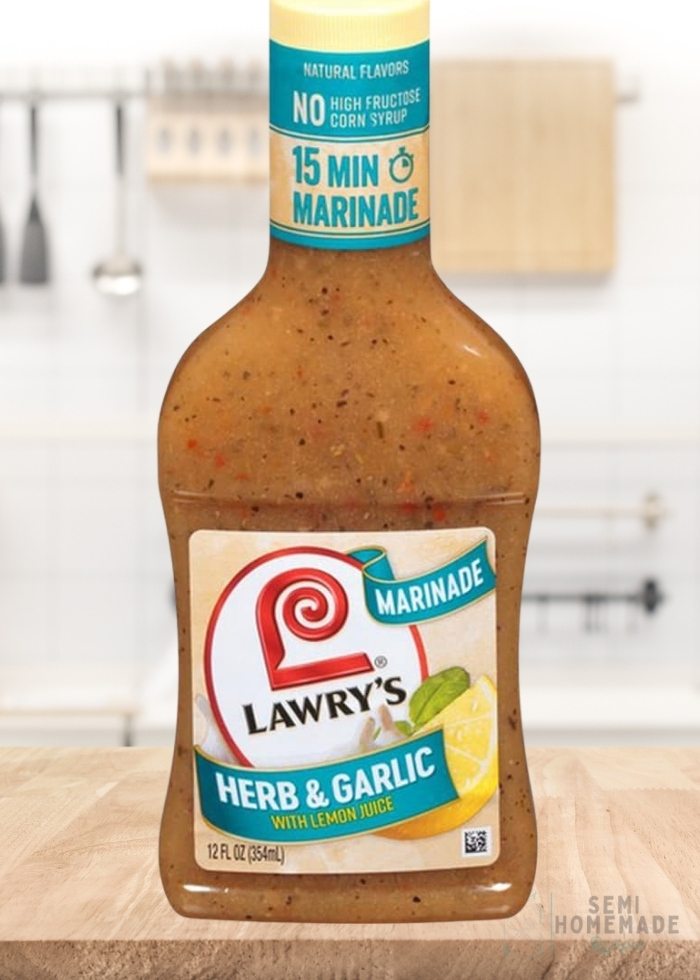 NATURAL FLAVORS
NO HIGH FRUCTOSE
CORN SYRUP
15 MIN
MARINADE
MARINADE
®
LAWRY'S
HERB & GARLIC
WITH LEMON JUICE
12 FL OZ (354mL)
SEMI
HOMEMADE